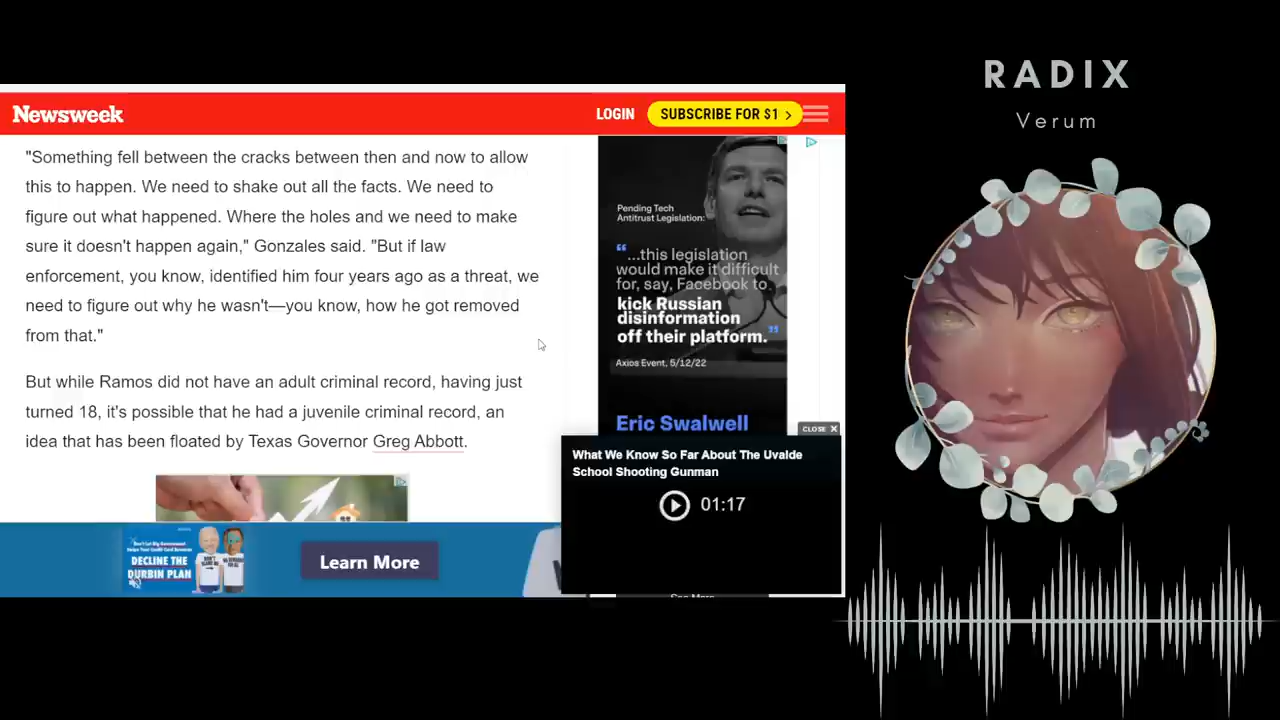 RADIX
Verum
Newsweek
LOGIN
SUBSCRIBE FOR $1 >
"Something fell between the cracks between then and now to allow
this to happen. We need to shake out all the facts. We need to
figure out what happened. Where the holes and we need to make
sure it doesn't happen again," Gonzales said. "But if law
enforcement, you know, identified him four years ago as a threat, we
need to figure out why he wasn't—you know, how he got removed
from that."
But while Ramos did not have an adult criminal record, having just
turned 18, it's possible that he had a juvenile criminal record, an
idea that has been floated by Texas Governor Greg Abbott.
Pending Tech
Antitrust Legislation:
“...this legislation
would make it difficult
for, say, Facebook to
kick Russian
disinformation
off their platform.”
Axios Event, 5/12/22
Eric Swalwell
CLOSE X
What We Know So Far About The Uvalde
School Shooting Gunman
01:17
DECLINE THE
DURBIN PLAN
Learn More
See More